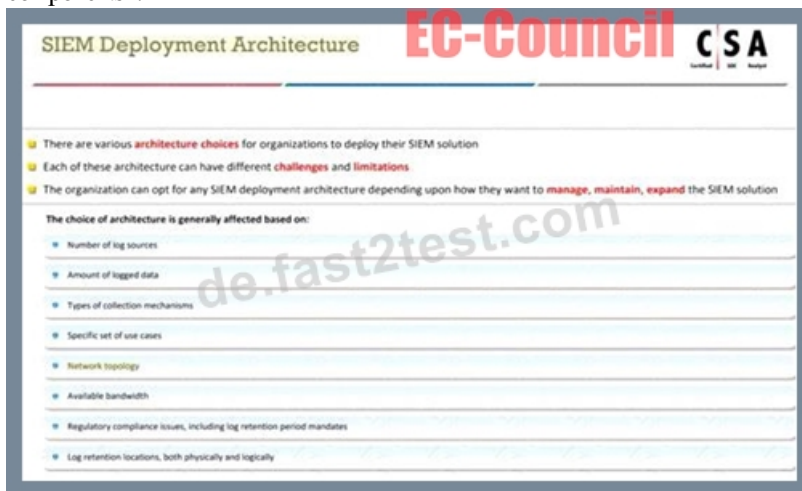 SIEM Deployment Architecture
EC-Council
CSA
Certified SOC Analyst
There are various architecture choices for organizations to deploy their SIEM solution
Each of these architecture can have different challenges and limitations
The organization can opt for any SIEM deployment architecture depending upon how they want to manage, maintain, expand the SIEM solution
The choice of architecture is generally affected based on:
Number of log sources
Amount of logged data
Types of collection mechanisms
Specific set of use cases
Network topology
Available bandwidth
Regulatory compliance issues, including log retention period mandates
Log retention locations, both physically and logically
de.fast2test.com